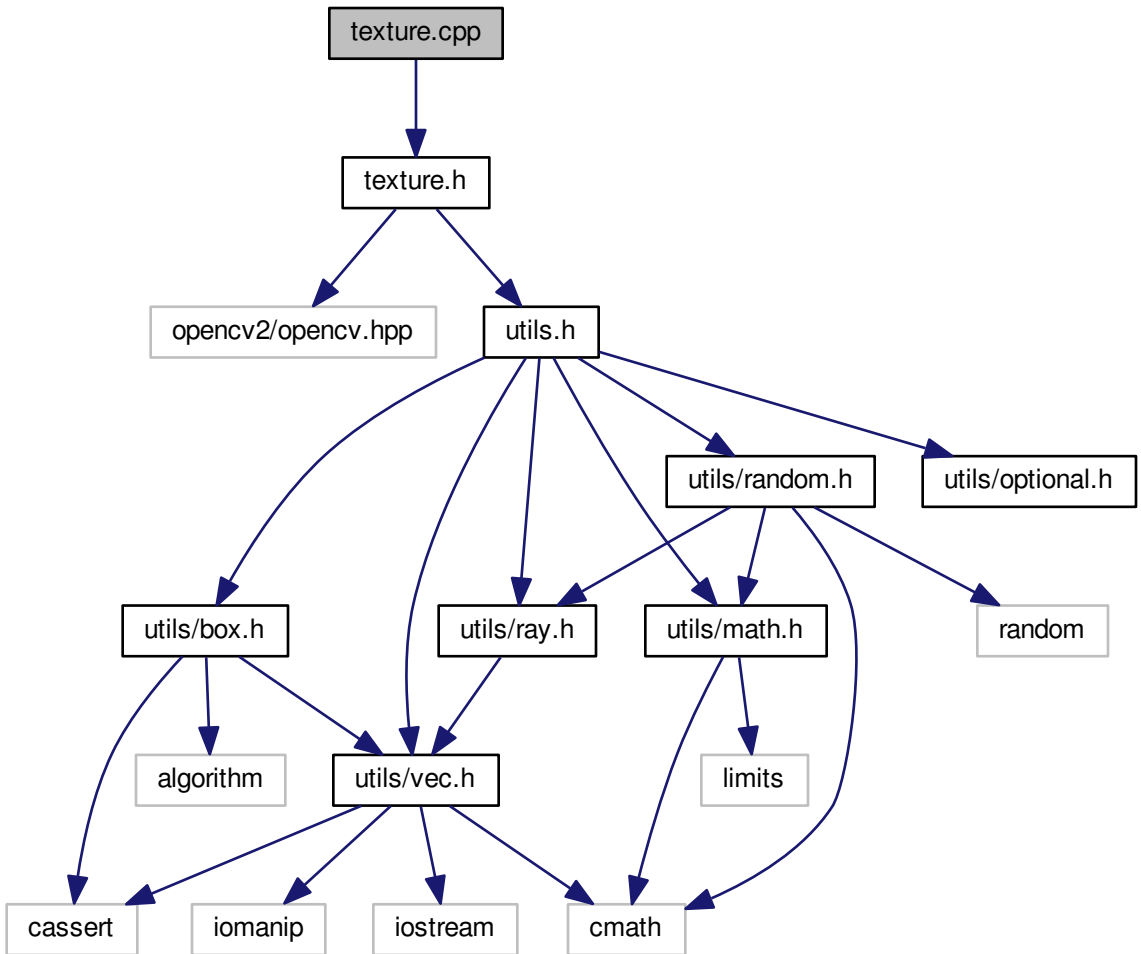 texture.cpp
texture.h
opencv2/opencv.hpp
utils.h
utils/random.h
utils/optional.h
utils/box.h
utils/ray.h
utils/math.h
random
algorithm
utils/vec.h
limits
cassert
iomanip
iostream
cmath